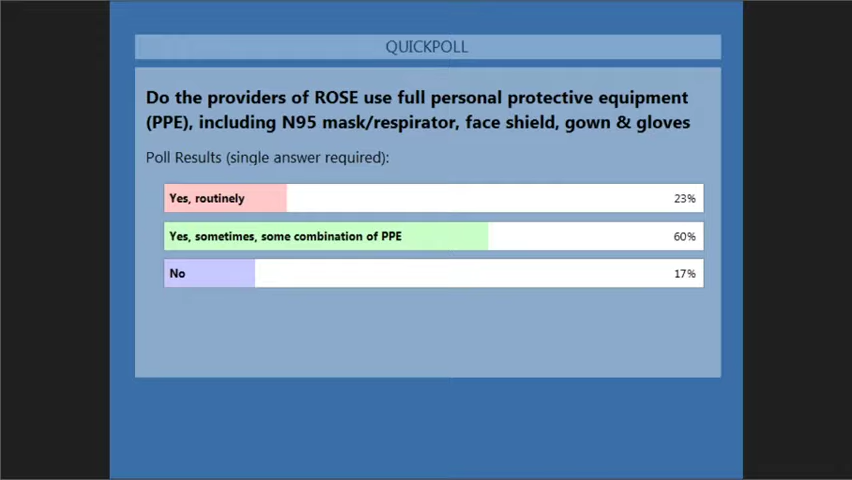 QUICKPOLL
Do the providers of ROSE use full personal protective equipment
(PPE), including N95 mask/respirator, face shield, gown & gloves
Poll Results (single answer required):
Yes, routinely 23%
Yes, sometimes, some combination of PPE 60%
No 17%